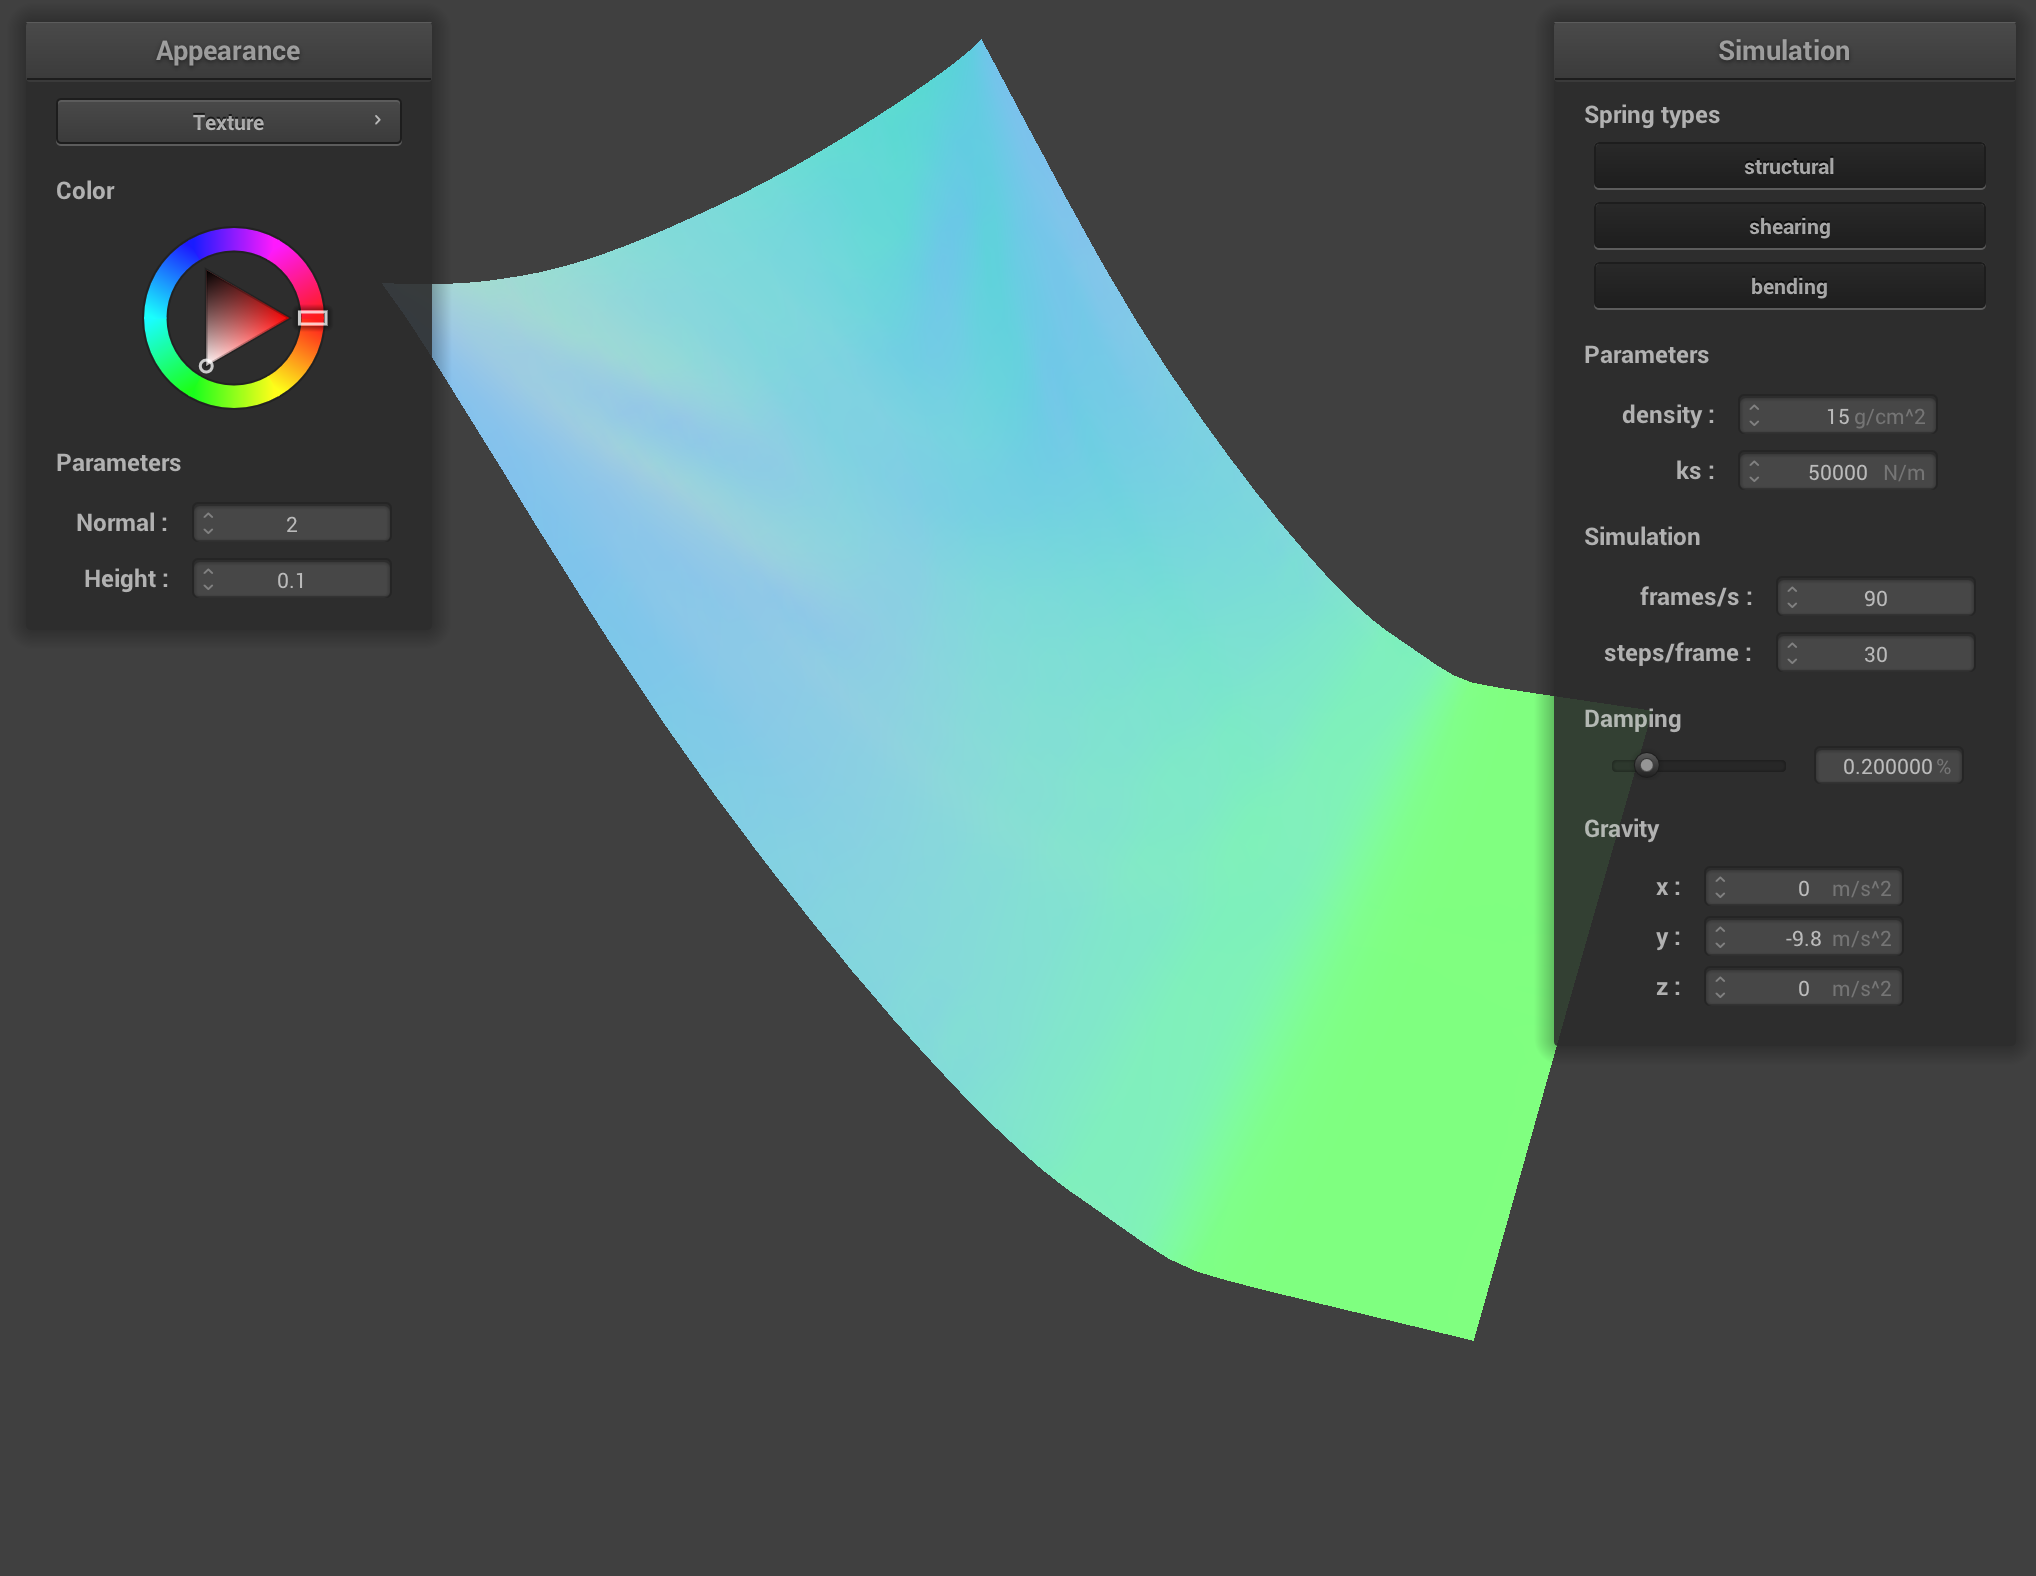 Appearance
Texture
Color
Parameters
Normal : 2
Height : 0.1
Simulation
Spring types
structural
shearing
bending
Parameters
density : 15 g/cm^2
ks : 50000 N/m
Simulation
frames/s : 90
steps/frame : 30
Damping
0.200000 %
Gravity
x : 0 m/s^2
y : -9.8 m/s^2
z : 0 m/s^2